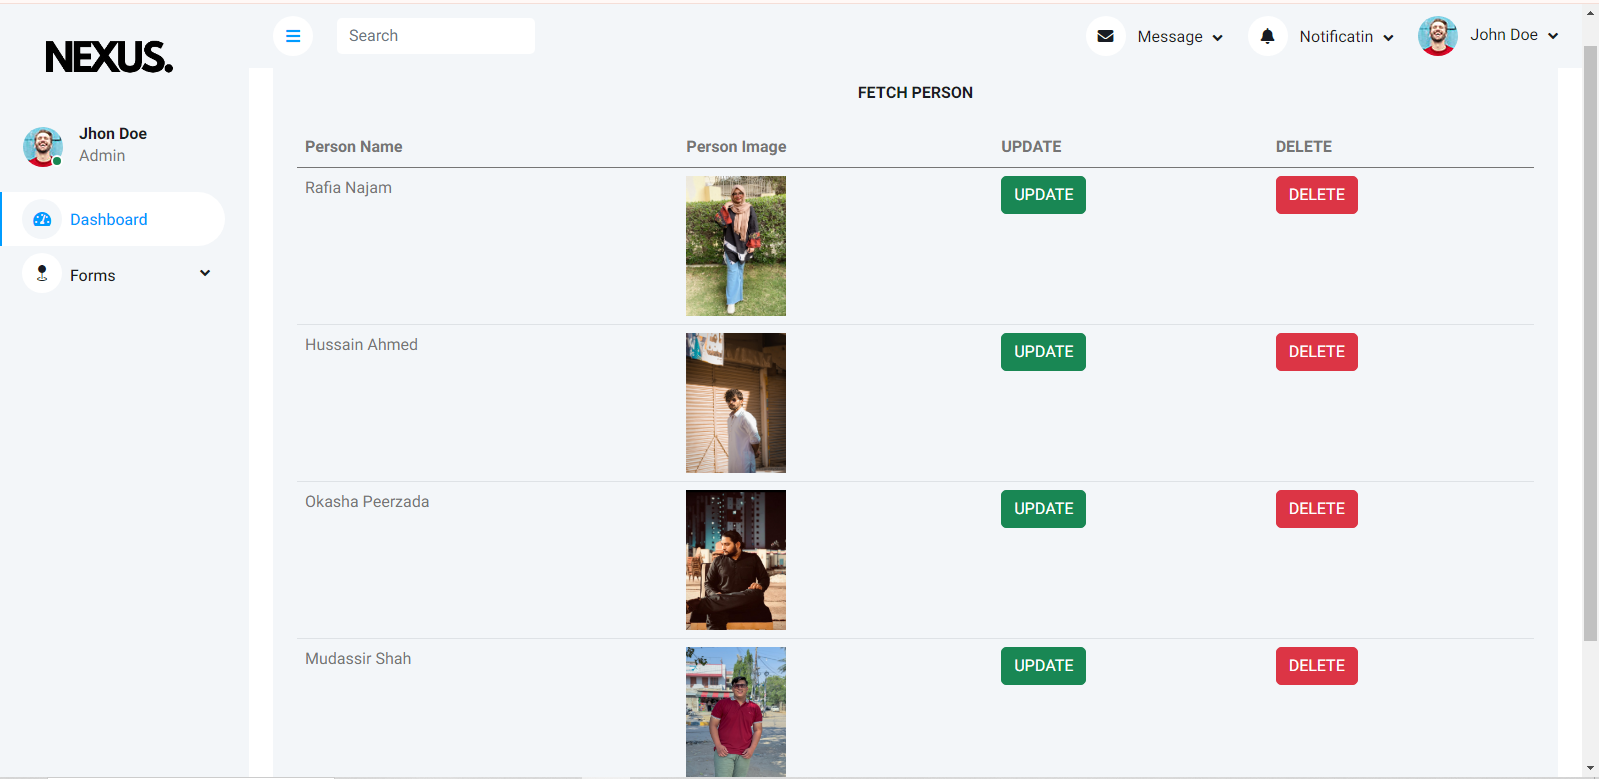 NEXUS.
Search
Message
Notificatin
John Doe
Jhon Doe
Admin
Dashboard
Forms
FETCH PERSON
Person Name Person Image UPDATE DELETE
Rafia Najam UPDATE DELETE
Hussain Ahmed UPDATE DELETE
Okasha Peerzada UPDATE DELETE
Mudassir Shah UPDATE DELETE